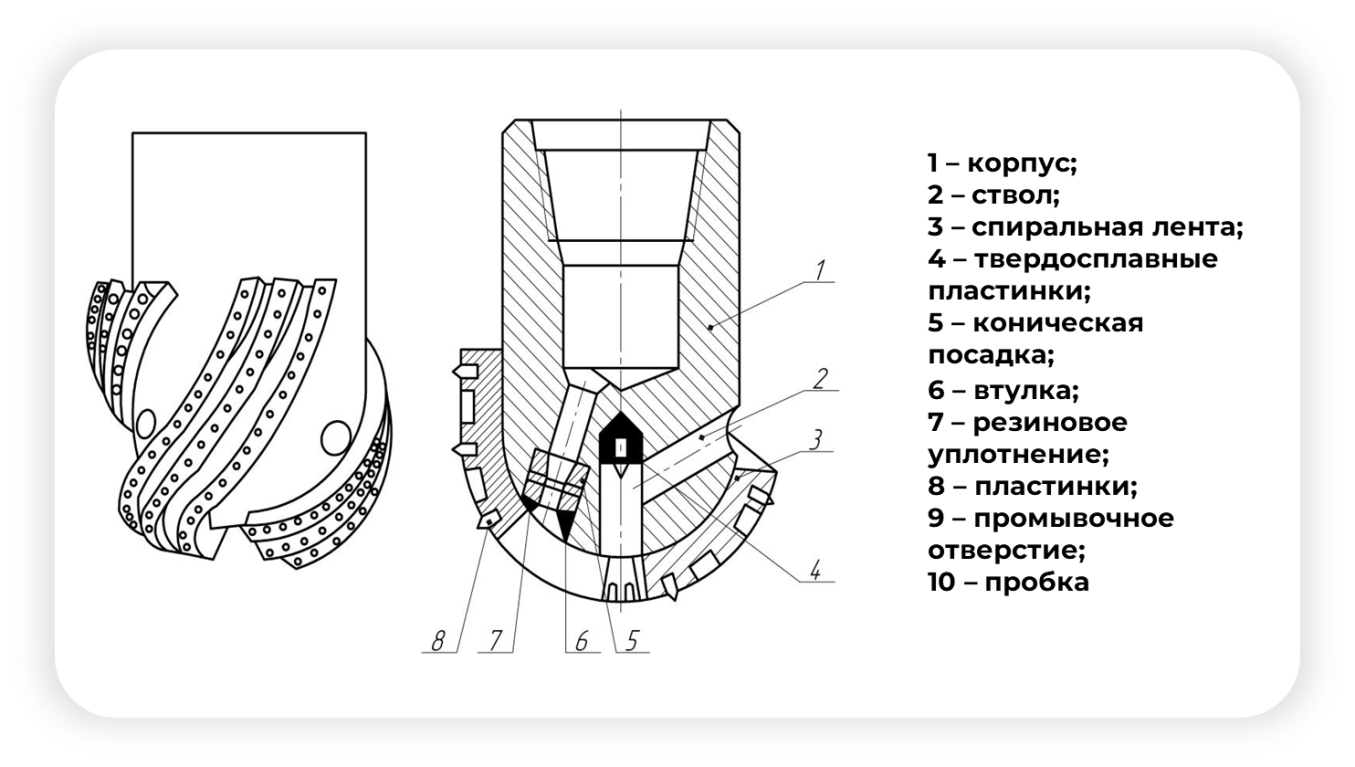 1 – корпус;
2 – ствол;
3 – спиральная лента;
4 – твердосплавные
пластинки;
5 – коническая
посадка;
6 – втулка;
7 – резиновое
уплотнение;
8 – пластинки;
9 – промывочное
отверстие;
10 – пробка
1
2
3
4
8
7
6
5